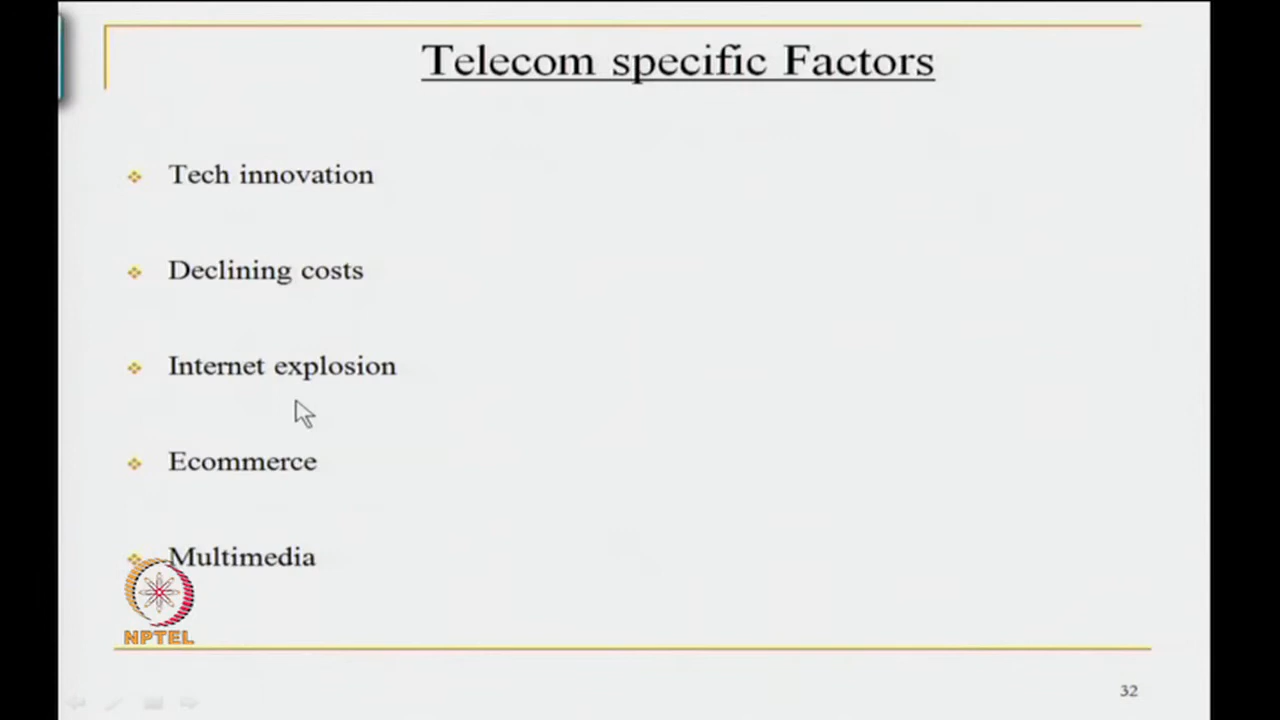 Telecom specific Factors
Tech innovation
Declining costs
Internet explosion
Ecommerce
Multimedia
NPTEL
32